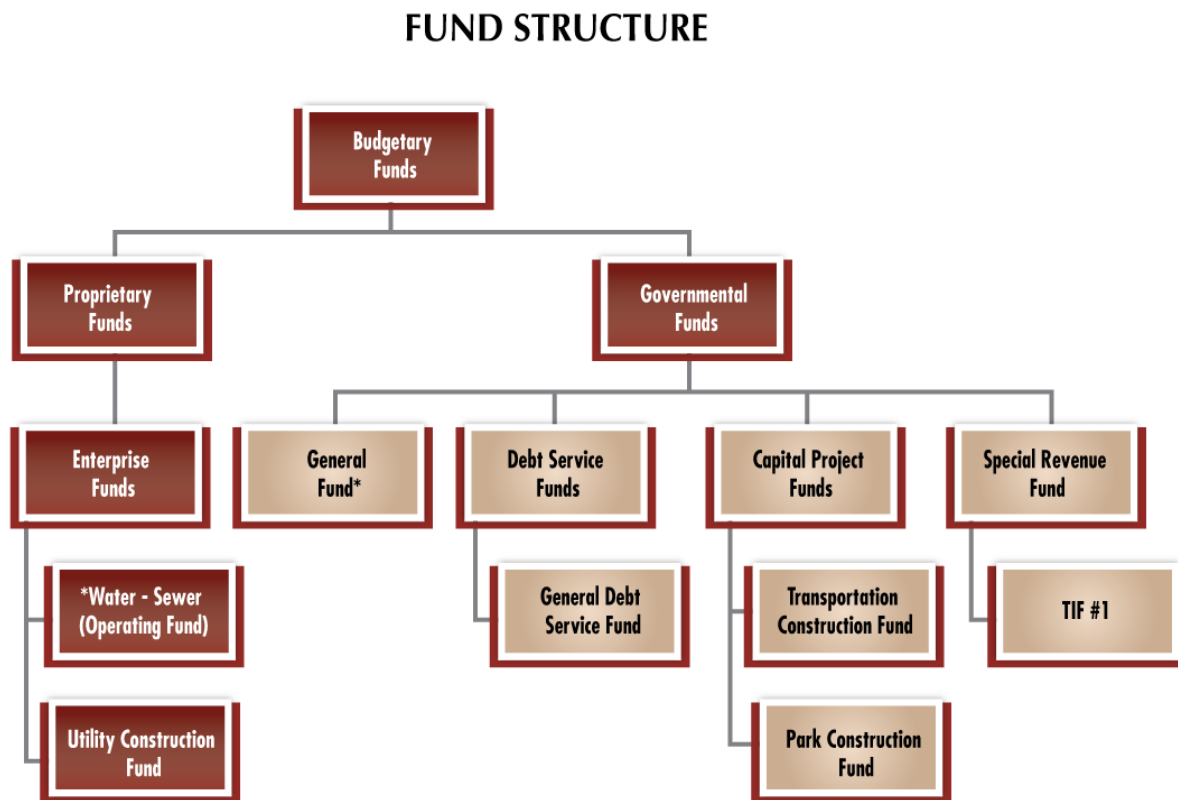 FUND STRUCTURE
Budgetary
Funds
Proprietary
Funds
Governmental
Funds
Enterprise
Funds
General
Fund*
Debt Service
Funds
Capital Project
Funds
Special Revenue
Fund
*Water - Sewer
(Operating Fund)
General Debt
Service Fund
Transportation
Construction Fund
TIF #1
Utility Construction
Fund
Park Construction
Fund